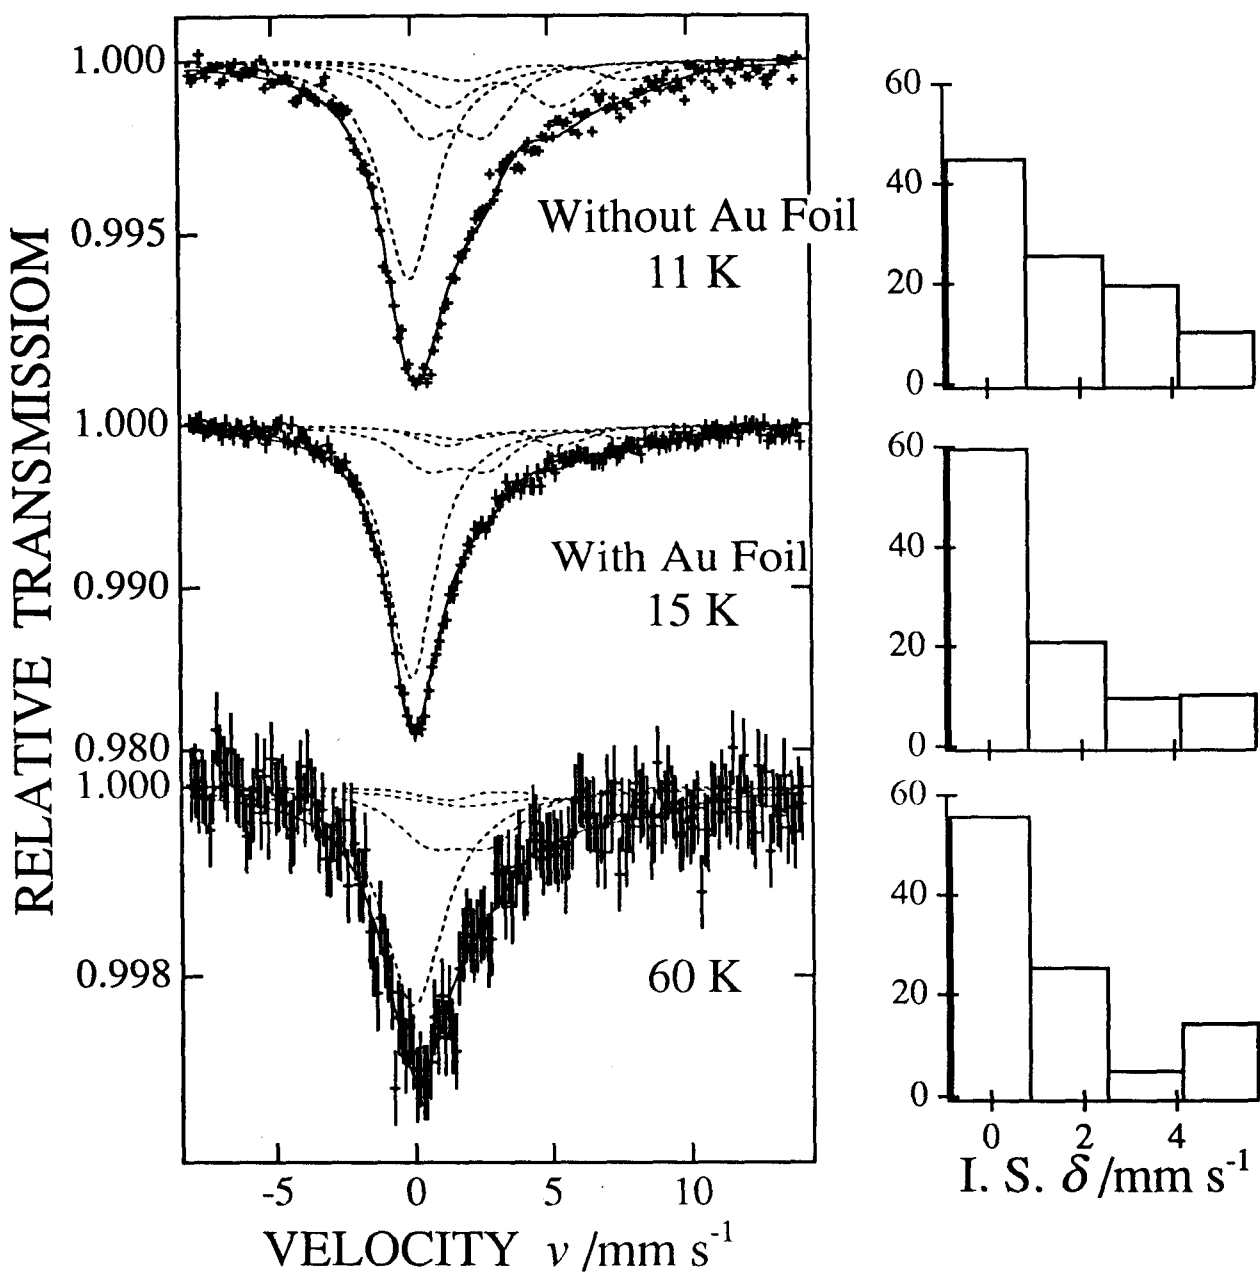 RELATIVE TRANSMISSIOM
1.000
0.995
Without Au Foil
11 K
1.000
0.990
With Au Foil
15 K
0.980
1.000
0.998
60 K
-5 0 5 10
VELOCITY v /mm s-1
60
40
20
0
60
40
20
0
60
40
20
0
0 2 4
I. S. δ /mm s-1